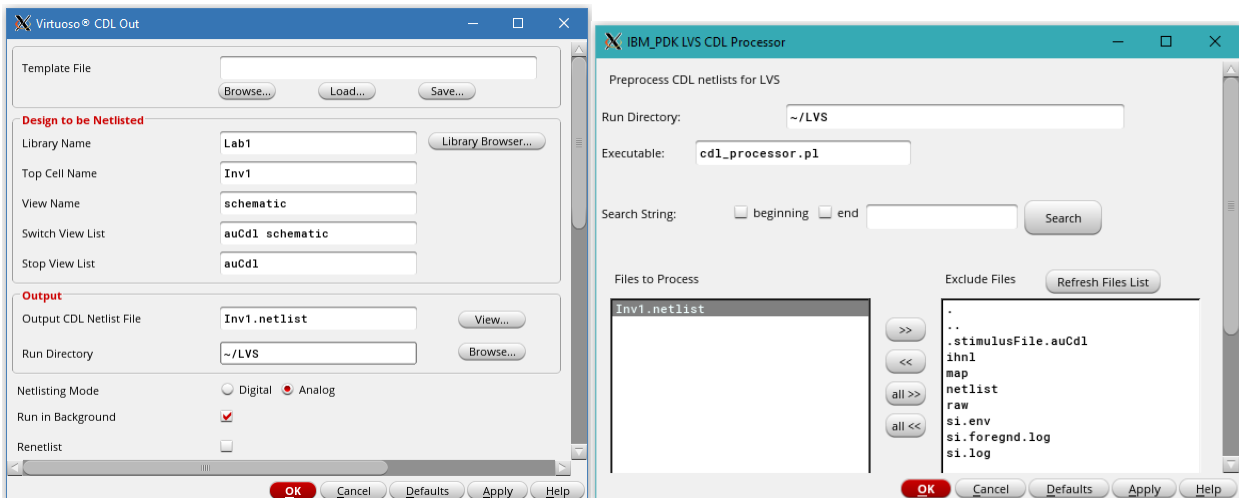 Virtuoso® CDL Out
Template File
Browse... Load... Save...
Design to be Netlisted
Library Name Lab1 Library Browser...
Top Cell Name Inv1
View Name schematic
Switch View List auCdl schematic
Stop View List auCdl
Output
Output CDL Netlist File Inv1.netlist View...
Run Directory ~/LVS Browse...
Netlisting Mode Digital Analog
Run in Background
Renetlist
OK Cancel Defaults Apply Help
IBM_PDK LVS CDL Processor
Preprocess CDL netlists for LVS
Run Directory: ~/LVS
Executable: cdl_processor.pl
Search String: beginning end Search
Files to Process
Inv1.netlist
>>
<<
all >>
all <<
Exclude Files Refresh Files List
.
..
.stimulusFile.auCdl
ihnl
map
netlist
raw
si.env
si.foregnd.log
si.log
OK Cancel Defaults Apply Help